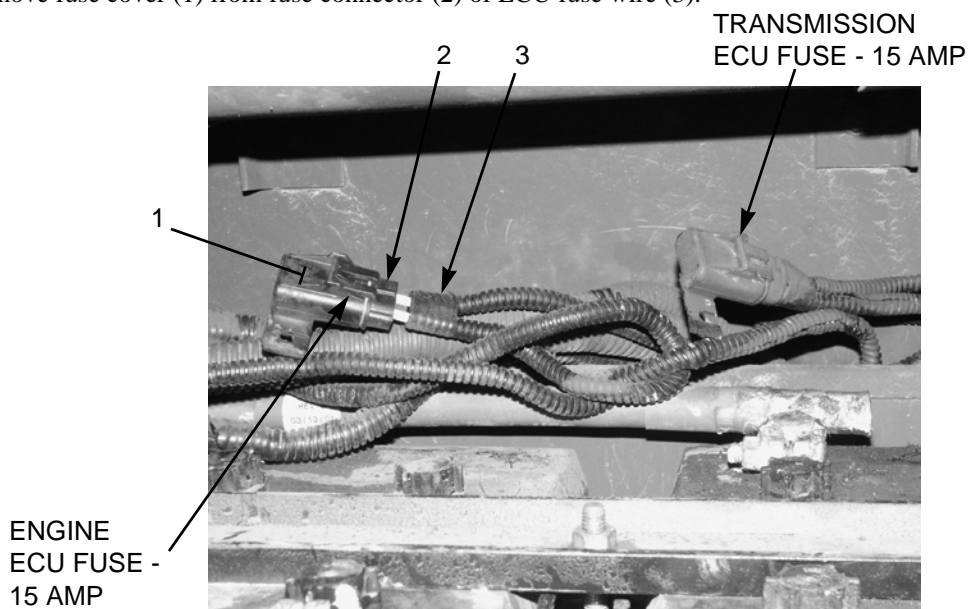 move fuse cover (1) from fuse connector (2) of ECU fuse wire (3).
TRANSMISSION
ECU FUSE - 15 AMP
2
3
1
ENGINE
ECU FUSE -
15 AMP